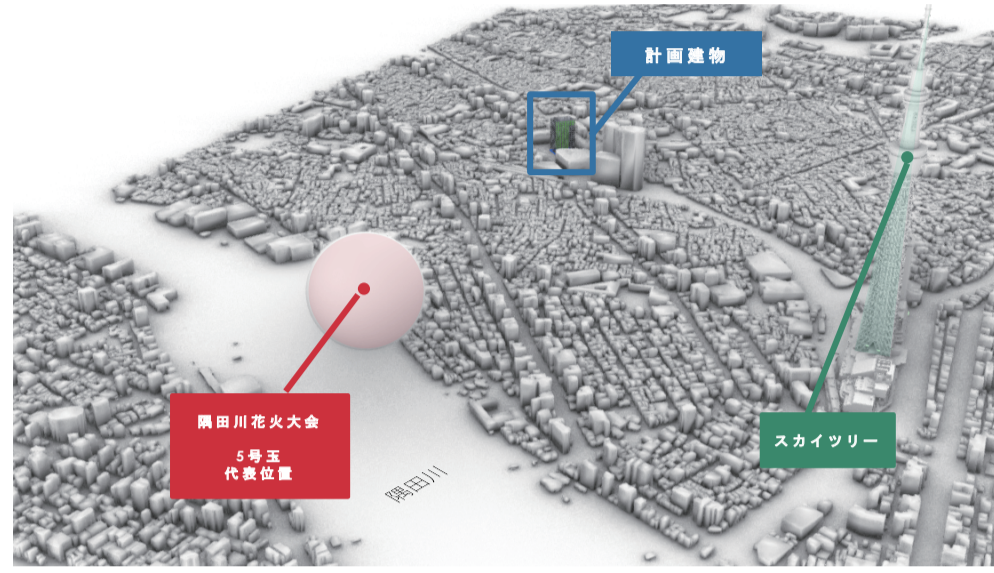 計画建物
スカイツリー
隅田川花火大会
5号玉
代表位置
隅田川